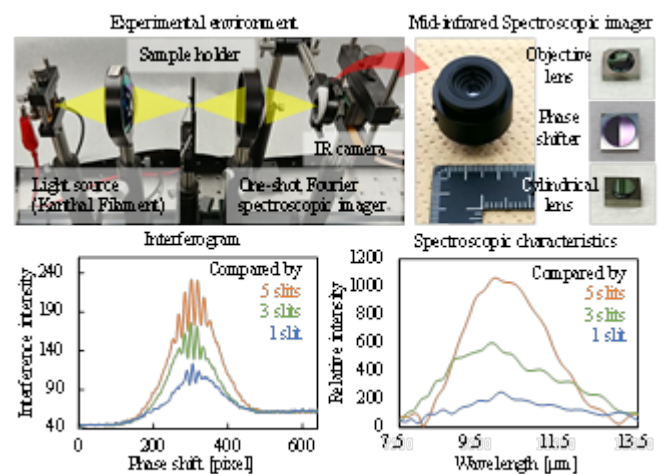 Experimental environment
Mid-infrared Spectroscopic imager
Sample holder
Objective
lens
Phase
shifter
IR camera
Light source
(Kanthal Filament)
One-shot Fourier
spectroscopic imager
Cylindrical
lens
Interferogram
Spectroscopic characteristics
Interference intensity
240
190
140
90
40
Compared by
5 slits
3 slits
1 slit
0
200
400
600
Phase shift [pixel]
Relative intensity
1200
1000
800
600
400
200
0
Compared by
5 slits
3 slits
1 slit
7.5
9.5
11.5
13.5
Wavelength [μm]